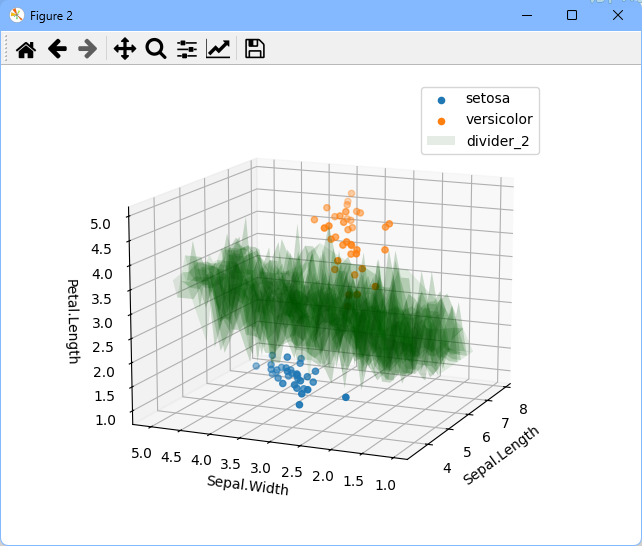 Figure 2
setosa
versicolor
divider_2
5.0
4.5
4.0
3.5
3.0
2.5
2.0
1.5
1.0
Petal.Length
5.0 4.5 4.0 3.5 3.0 2.5 2.0 1.5 1.0
Sepal.Width
4 5 6 7 8
Sepal.Length